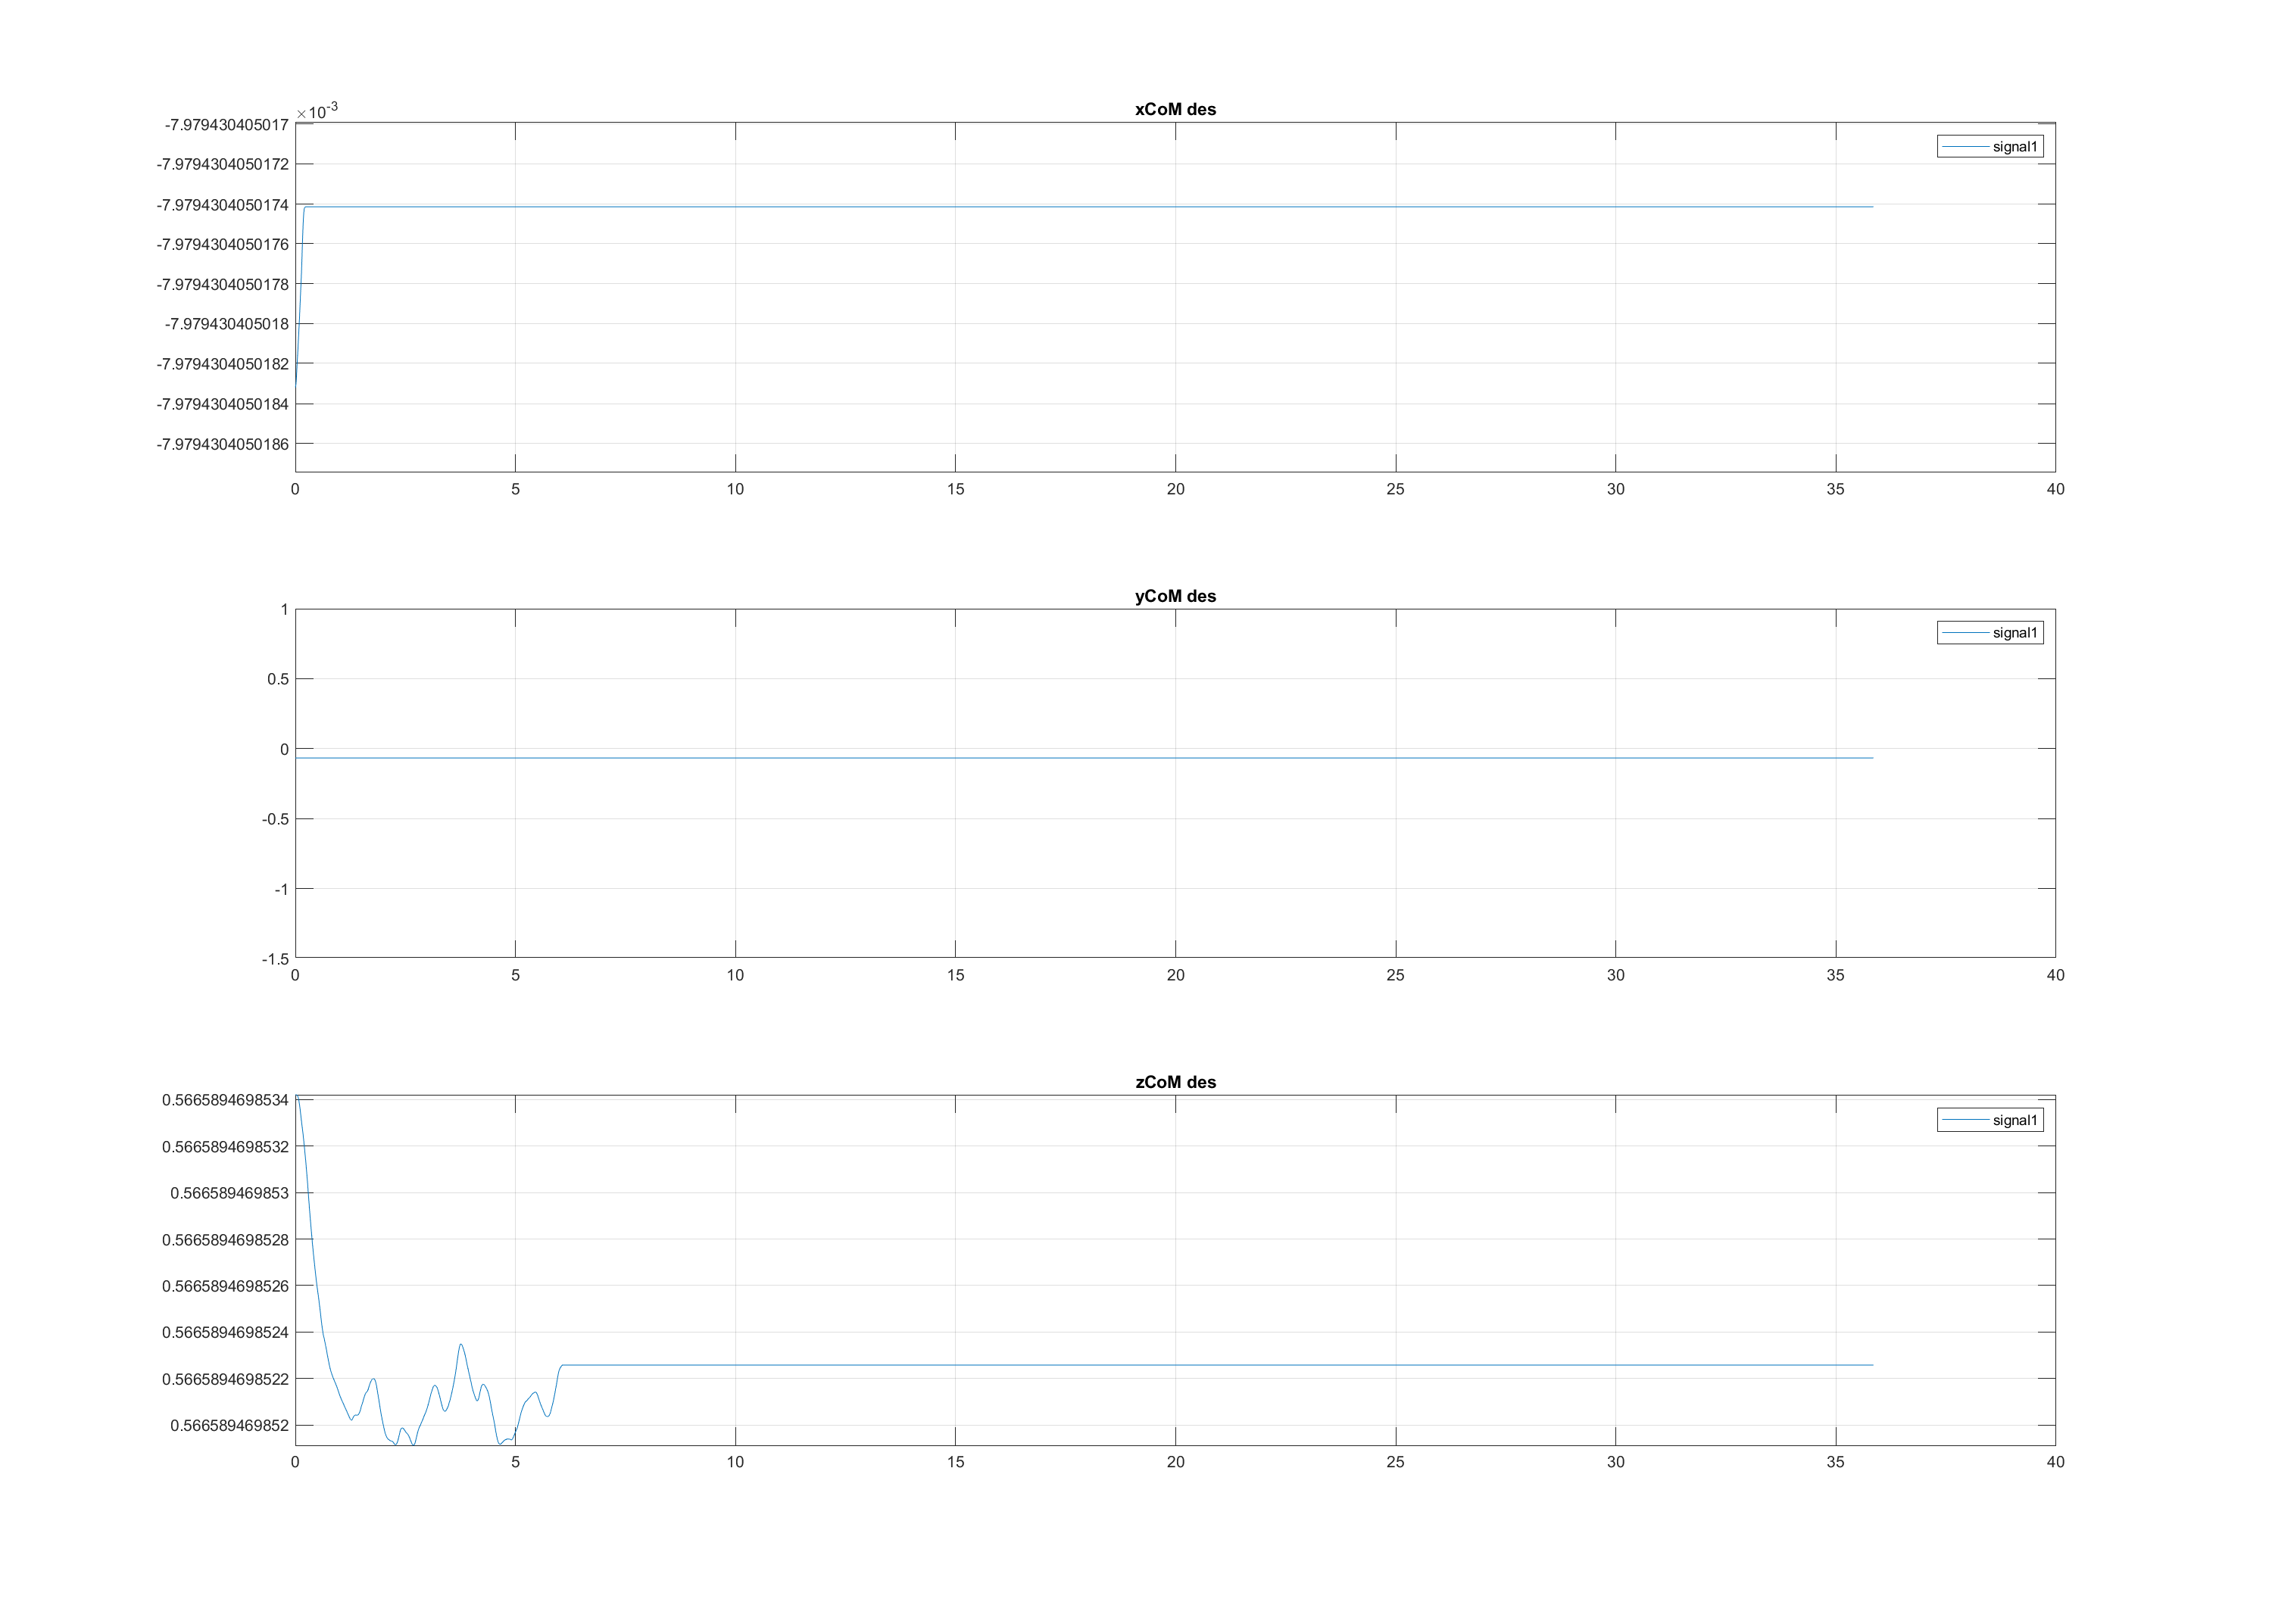 xCoM des
×10-3
-7.979430405017
-7.9794304050172
-7.9794304050174
-7.9794304050176
-7.9794304050178
-7.979430405018
-7.9794304050182
-7.9794304050184
-7.9794304050186
signal1
0 5 10 15 20 25 30 35 40
yCoM des
1
0.5
0
-0.5
-1
-1.5
signal1
0 5 10 15 20 25 30 35 40
zCoM des
0.5665894698534
0.5665894698532
0.566589469853
0.5665894698528
0.5665894698526
0.5665894698524
0.5665894698522
0.566589469852
signal1
0 5 10 15 20 25 30 35 40